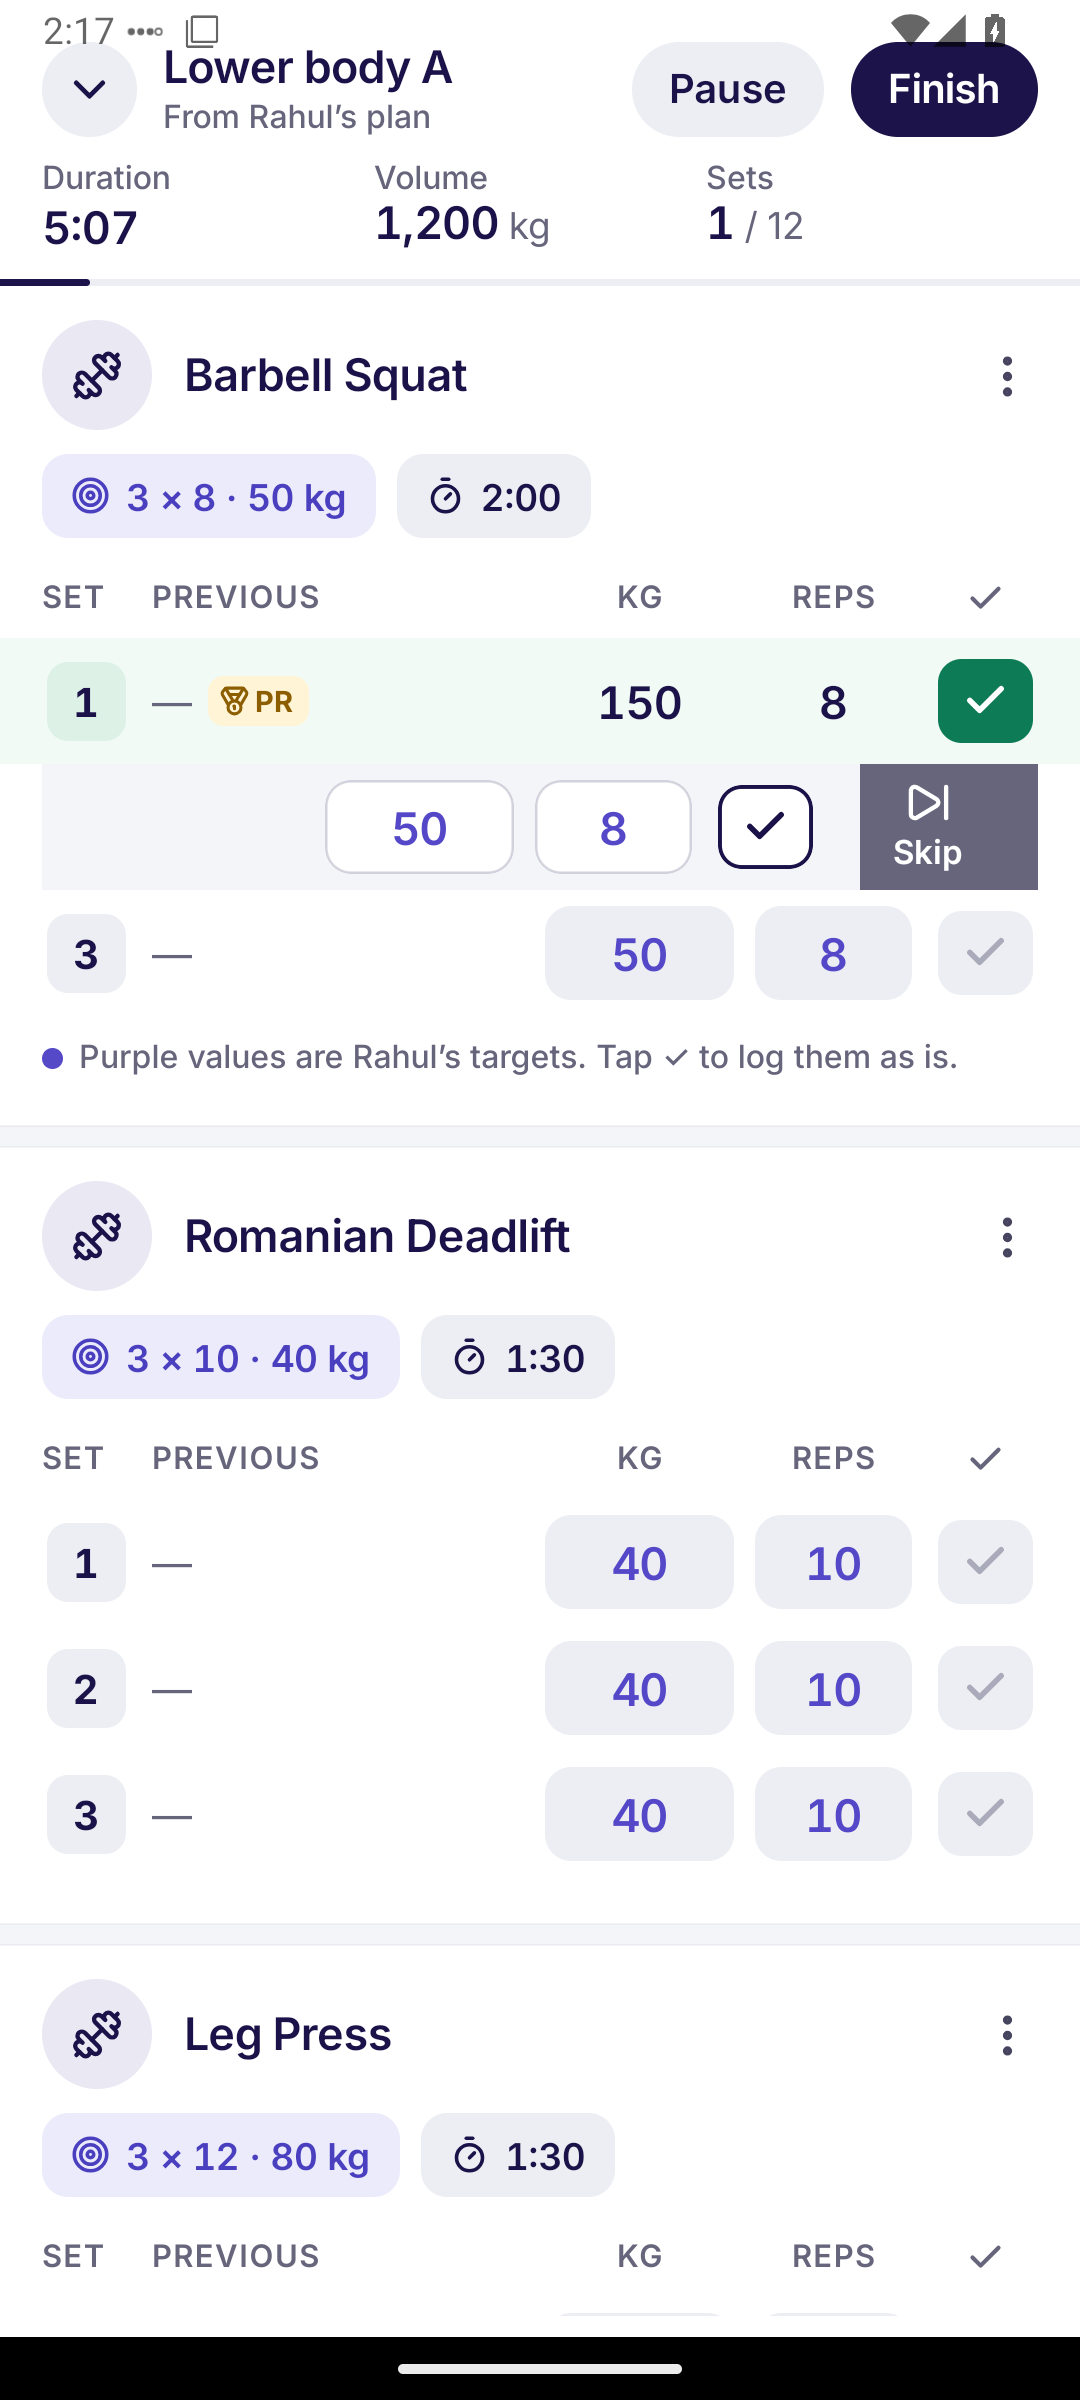 2:17
Lower body A
From Rahul’s plan
Pause
Finish
Duration
5:07
Volume
1,200 kg
Sets
1 / 12
Barbell Squat
3 × 8 · 50 kg
2:00
SET PREVIOUS KG REPS ✓
1 — PR 150 8 ✓
50 8 ✓ Skip
3 — 50 8 ✓
Purple values are Rahul’s targets. Tap ✓ to log them as is.
Romanian Deadlift
3 × 10 · 40 kg
1:30
SET PREVIOUS KG REPS ✓
1 — 40 10 ✓
2 — 40 10 ✓
3 — 40 10 ✓
Leg Press
3 × 12 · 80 kg
1:30
SET PREVIOUS KG REPS ✓